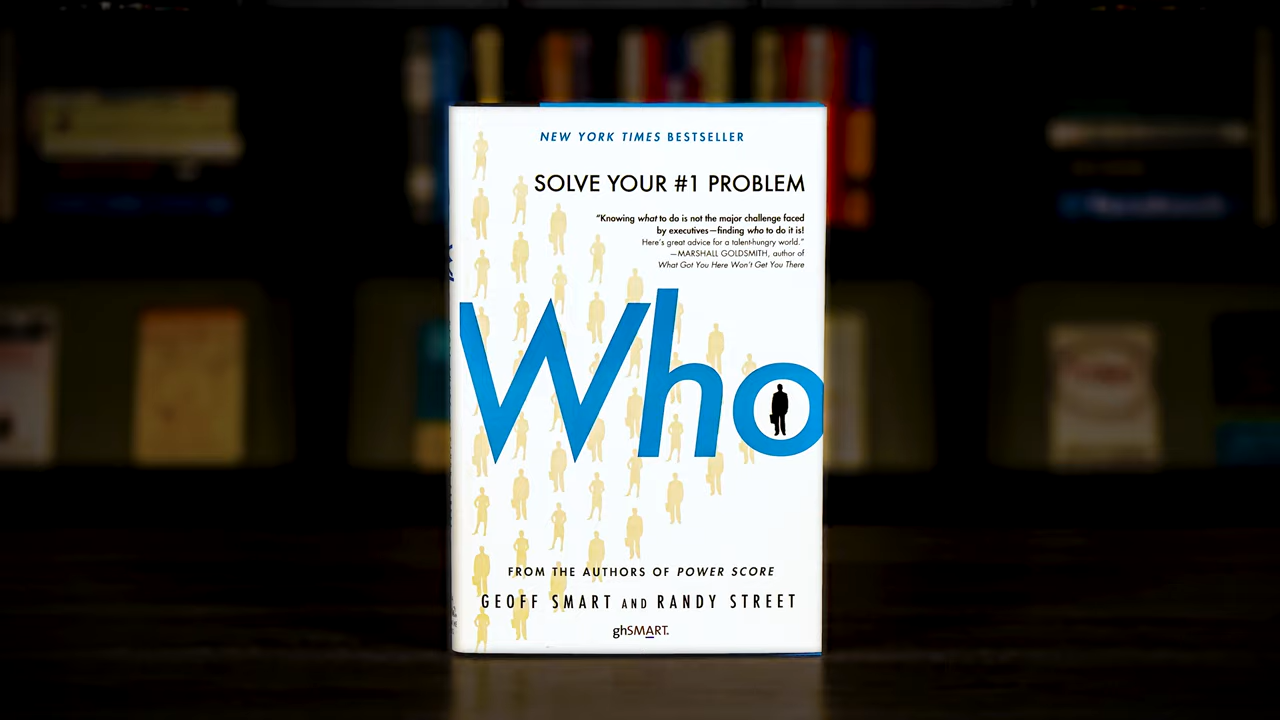 NEW YORK TIMES BESTSELLER
SOLVE YOUR #1 PROBLEM
“Knowing what to do is not the major challenge faced
by executives—finding who to do it is!
Here’s great advice for a talent-hungry world.”
—MARSHALL GOLDSMITH, author of
What Got You Here Won’t Get You There
Who
FROM THE AUTHORS OF POWER SCORE
GEOFF SMART AND RANDY STREET
ghSMART.